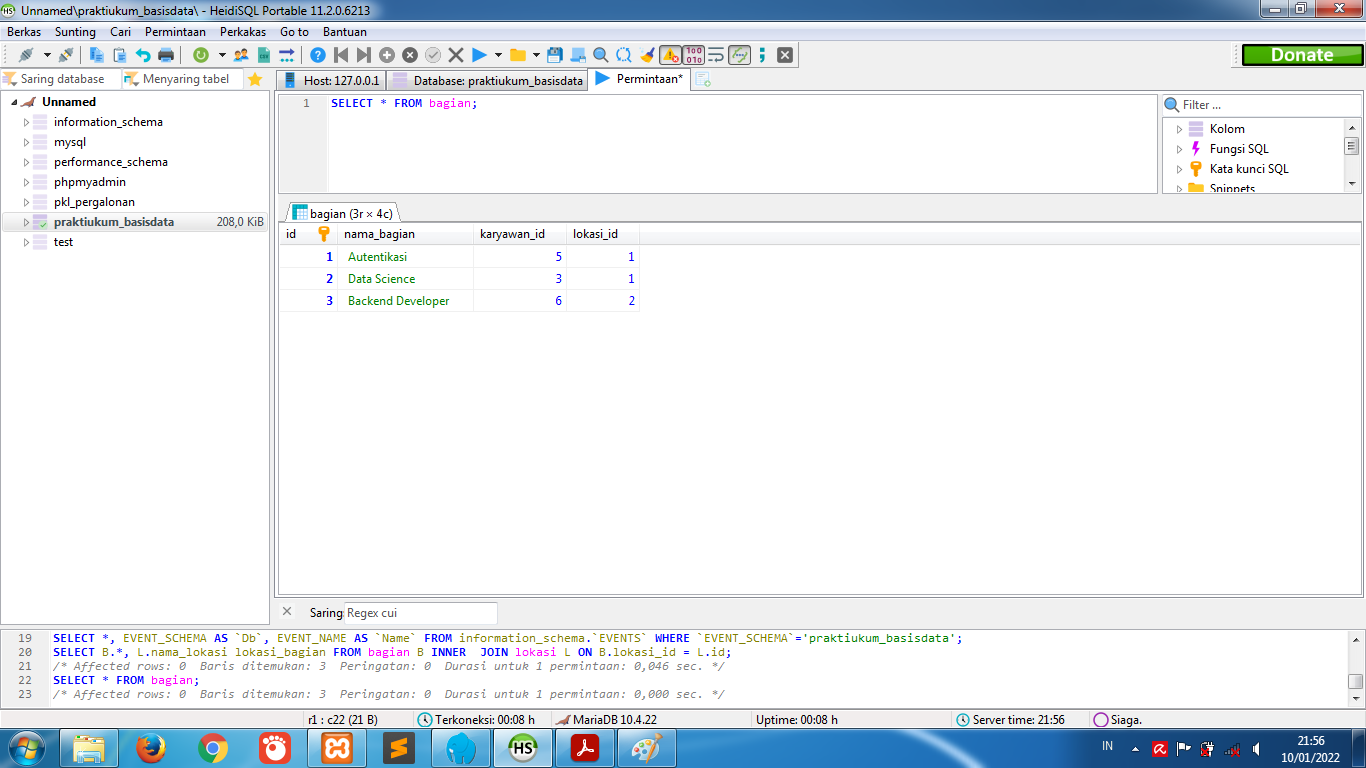 HS Unnamed\praktiukum_basisdata\ - HeidiSQL Portable 11.2.0.6213
Berkas Sunting Cari Permintaan Perkakas Go to Bantuan
Donate
Saring database Menyaring tabel
Host: 127.0.0.1 Database: praktiukum_basisdata Permintaan*
Unnamed
information_schema
mysql
performance_schema
phpmyadmin
pkl_pergalonan
praktiukum_basisdata 208,0 KiB
test
1 SELECT * FROM bagian;
Filter ...
Kolom
Fungsi SQL
Kata kunci SQL
Snippets
bagian (3r × 4c)
id nama_bagian karyawan_id lokasi_id
1 Autentikasi 5 1
2 Data Science 3 1
3 Backend Developer 6 2
Saring: Regex cui
19 SELECT *, EVENT_SCHEMA AS `Db`, EVENT_NAME AS `Name` FROM information_schema.`EVENTS` WHERE `EVENT_SCHEMA`='praktiukum_basisdata';
20 SELECT B.*, L.nama_lokasi lokasi_bagian FROM bagian B INNER  JOIN lokasi L ON B.lokasi_id = L.id;
21 /* Affected rows: 0  Baris ditemukan: 3  Peringatan: 0  Durasi untuk 1 permintaan: 0,046 sec. */
22 SELECT * FROM bagian;
23 /* Affected rows: 0  Baris ditemukan: 3  Peringatan: 0  Durasi untuk 1 permintaan: 0,000 sec. */
r1 : c22 (21 B) Terkoneksi: 00:08 h MariaDB 10.4.22 Uptime: 00:08 h Server time: 21:56 Siaga.
HS IN 21:56
10/01/2022